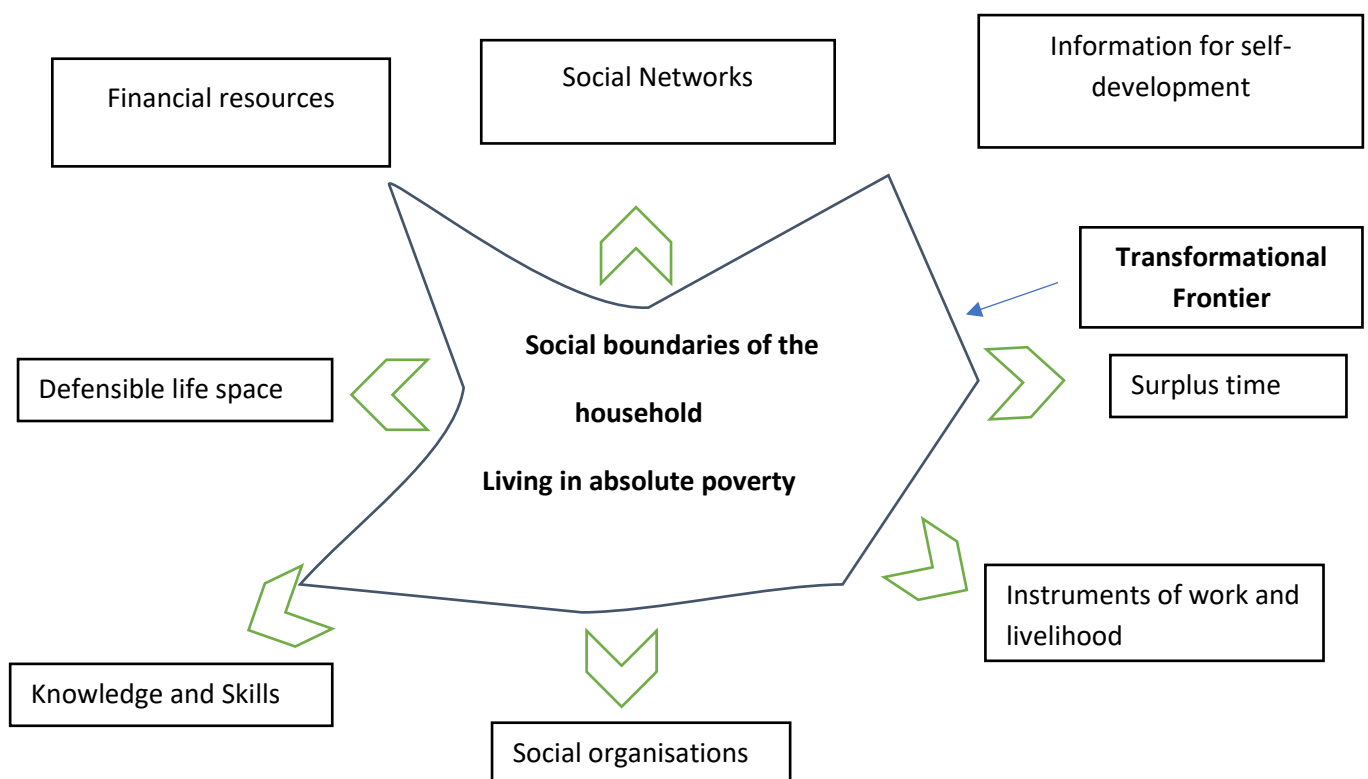 Financial resources
Social Networks
Information for self-
development
Transformational
Frontier
Social boundaries of the
household
Living in absolute poverty
Defensible life space
Surplus time
Instruments of work and
livelihood
Knowledge and Skills
Social organisations